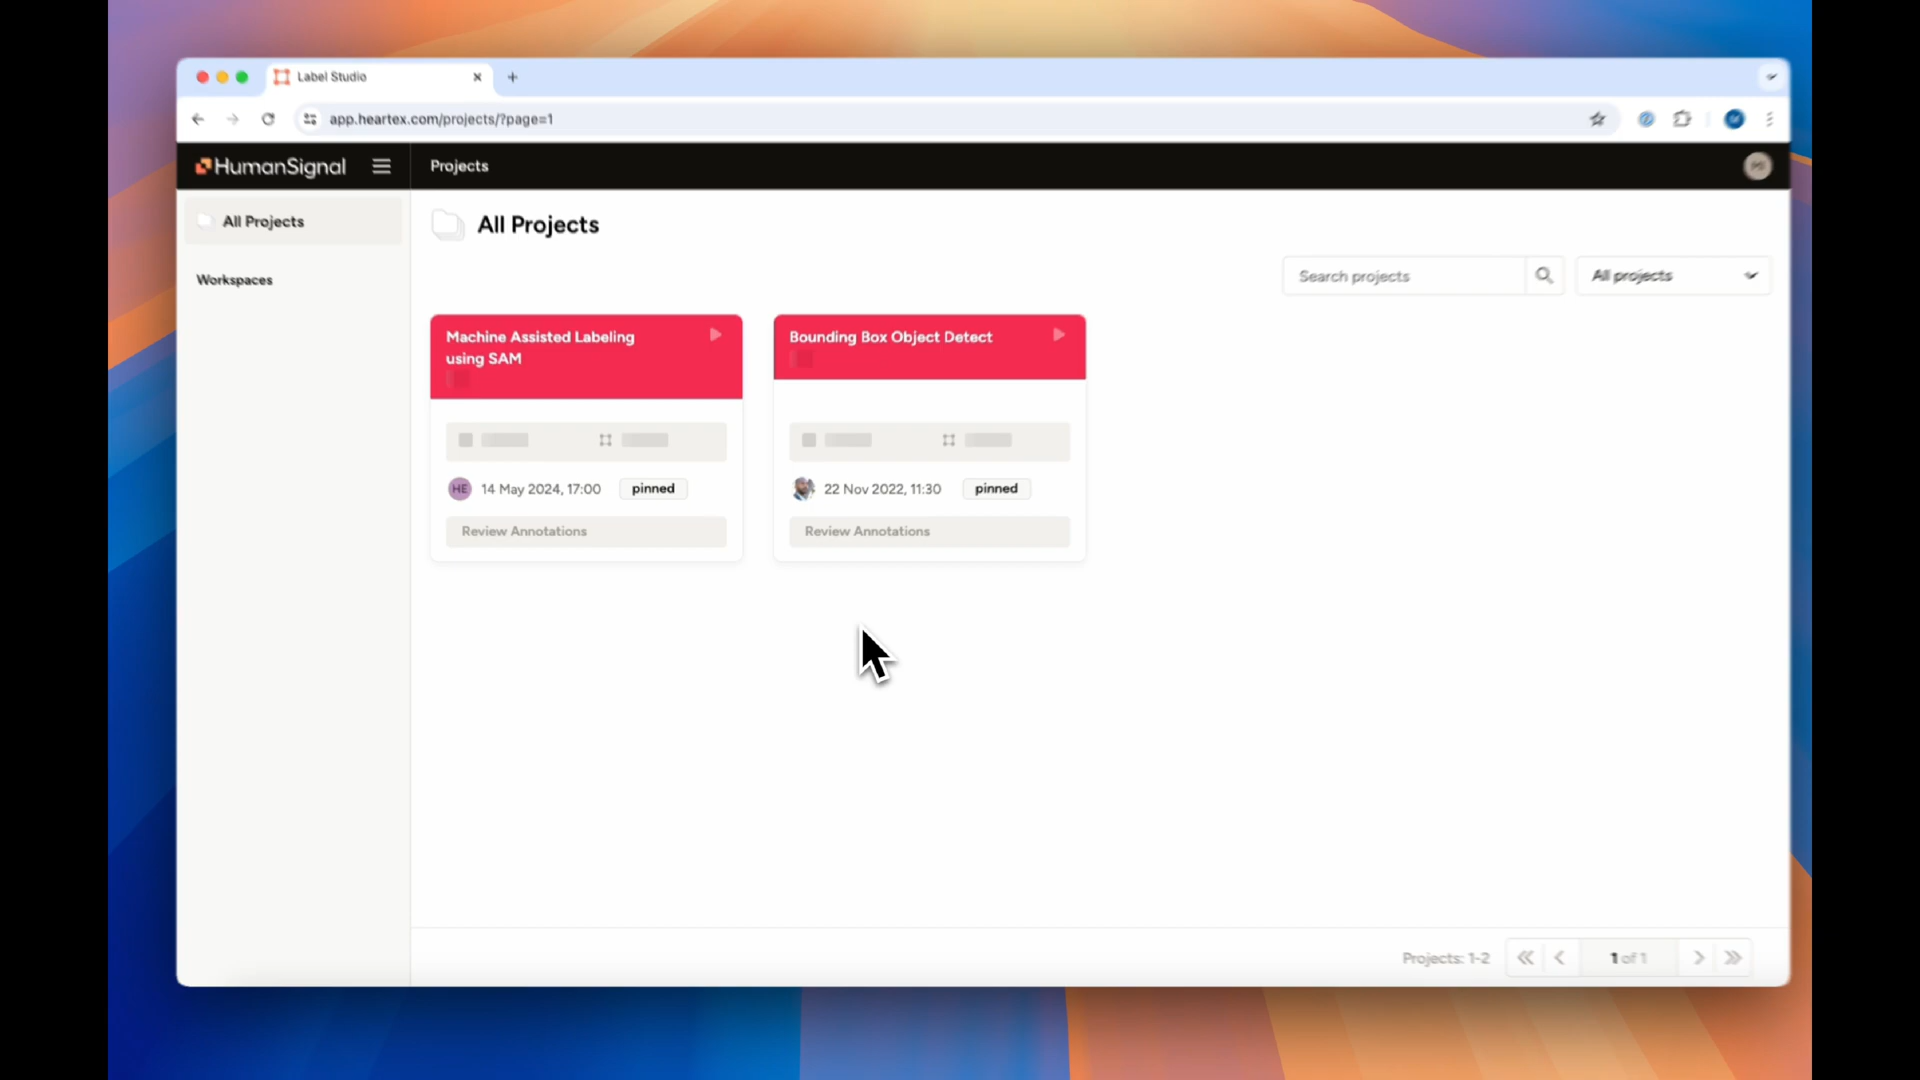 Label Studio
app.heartex.com/projects/?page=1
HumanSignal
Projects
All Projects
Workspaces
All Projects
Search projects
All projects
Machine Assisted Labeling
using SAM
HE
14 May 2024, 17:00
pinned
Review Annotations
Bounding Box Object Detect
22 Nov 2022, 11:30
pinned
Review Annotations
Projects: 1-2
1 of 1